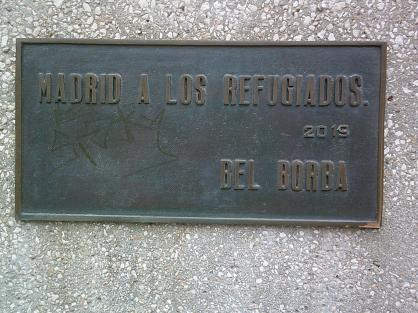 MADRID A LOS REFUGIADOS.
2019
BEL BORBA